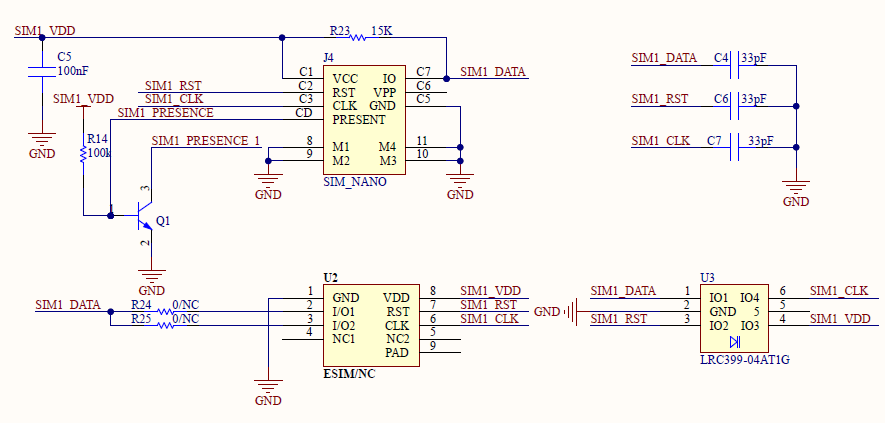 SIM1_VDD
R23 15K
C5
100nF
GND
SIM1_VDD
R14
100k
SIM1_RST
SIM1_CLK
SIM1_PRESENCE
SIM1_PRESENCE_1
1
3
2
Q1
GND
J4
C1 VCC IO C7 SIM1_DATA
C2 RST VPP C6
C3 CLK GND C5
CD PRESENT
8 M1 M4 11
9 M2 M3 10
SIM_NANO
GND
GND
SIM1_DATA C4 33pF
SIM1_RST C6 33pF
SIM1_CLK C7 33pF
GND
SIM1_DATA
R24 0/NC
R25 0/NC
U2
1 GND VDD 8 SIM1_VDD
2 I/O1 RST 7 SIM1_RST
3 I/O2 CLK 6 SIM1_CLK
4 NC1 NC2 5
PAD 9
ESIM/NC
GND
U3
SIM1_DATA 1 IO1 IO4 6 SIM1_CLK
GND 2 GND 5 5
SIM1_RST 3 IO2 IO3 4 SIM1_VDD
LRC399-04AT1G